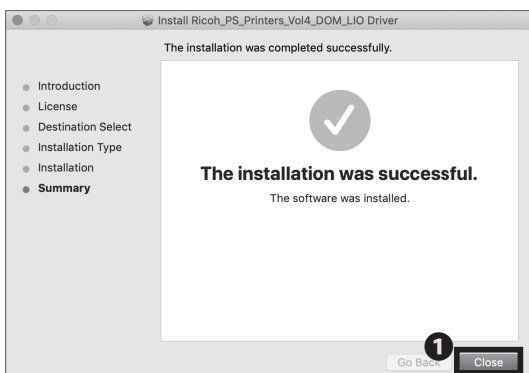 Install Ricoh_PS_Printers_Vol4_DOM_LIO Driver
The installation was completed successfully.
Introduction
License
Destination Select
Installation Type
Installation
Summary
The installation was successful.
The software was installed.
1
Go Back
Close